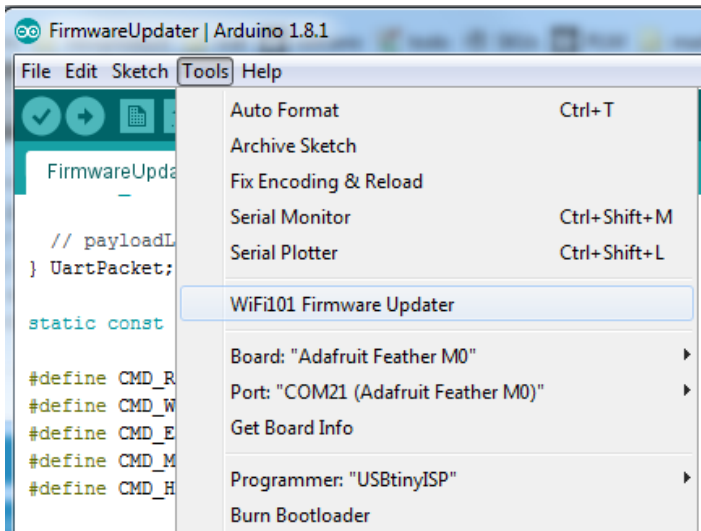 FirmwareUpdater | Arduino 1.8.1
File Edit Sketch Tools Help
Auto Format Ctrl+T
Archive Sketch
Fix Encoding & Reload
Serial Monitor Ctrl+Shift+M
Serial Plotter Ctrl+Shift+L
WiFi101 Firmware Updater
Board: "Adafruit Feather M0"
Port: "COM21 (Adafruit Feather M0)"
Get Board Info
Programmer: "USBtinyISP"
Burn Bootloader
FirmwareUpda
// payloadL
} UartPacket;
static const
#define CMD_R
#define CMD_W
#define CMD_E
#define CMD_M
#define CMD_H